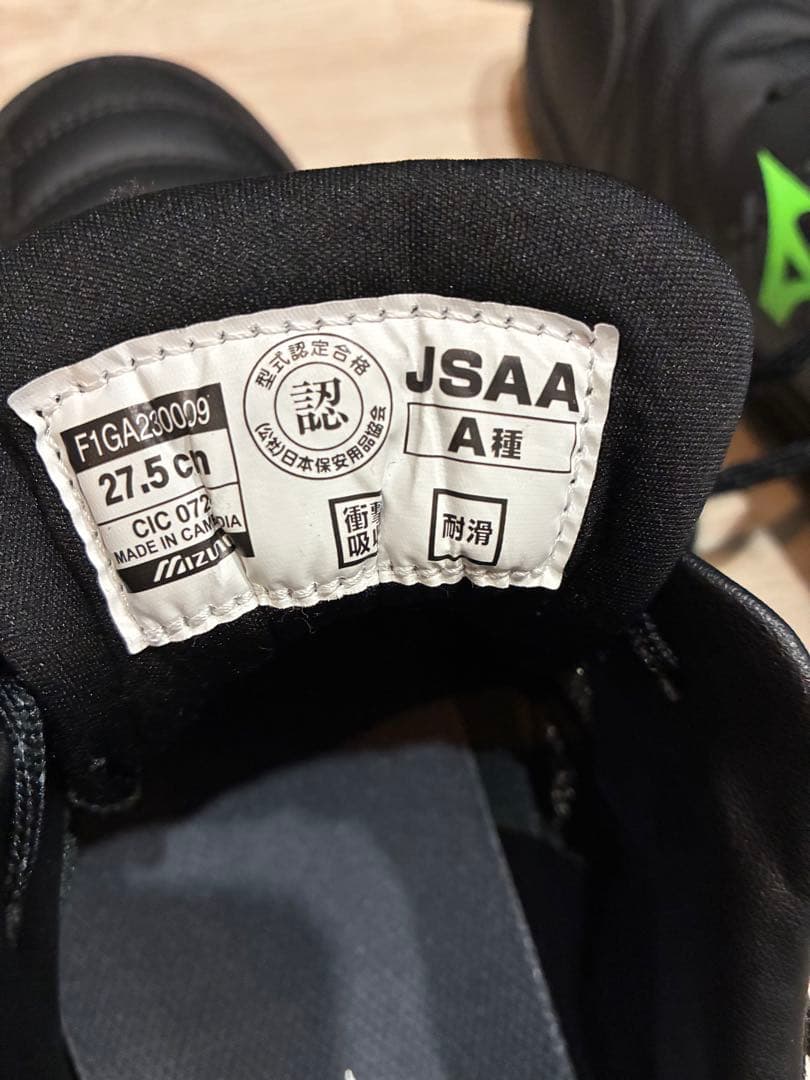 F1GA230009
27.5 cm
CIC 072
MADE IN CAMBODIA
MIZUNO
型式認定合格
認
(公社)日本保安用品協会
JSAA
A種
衝撃
吸収
耐滑